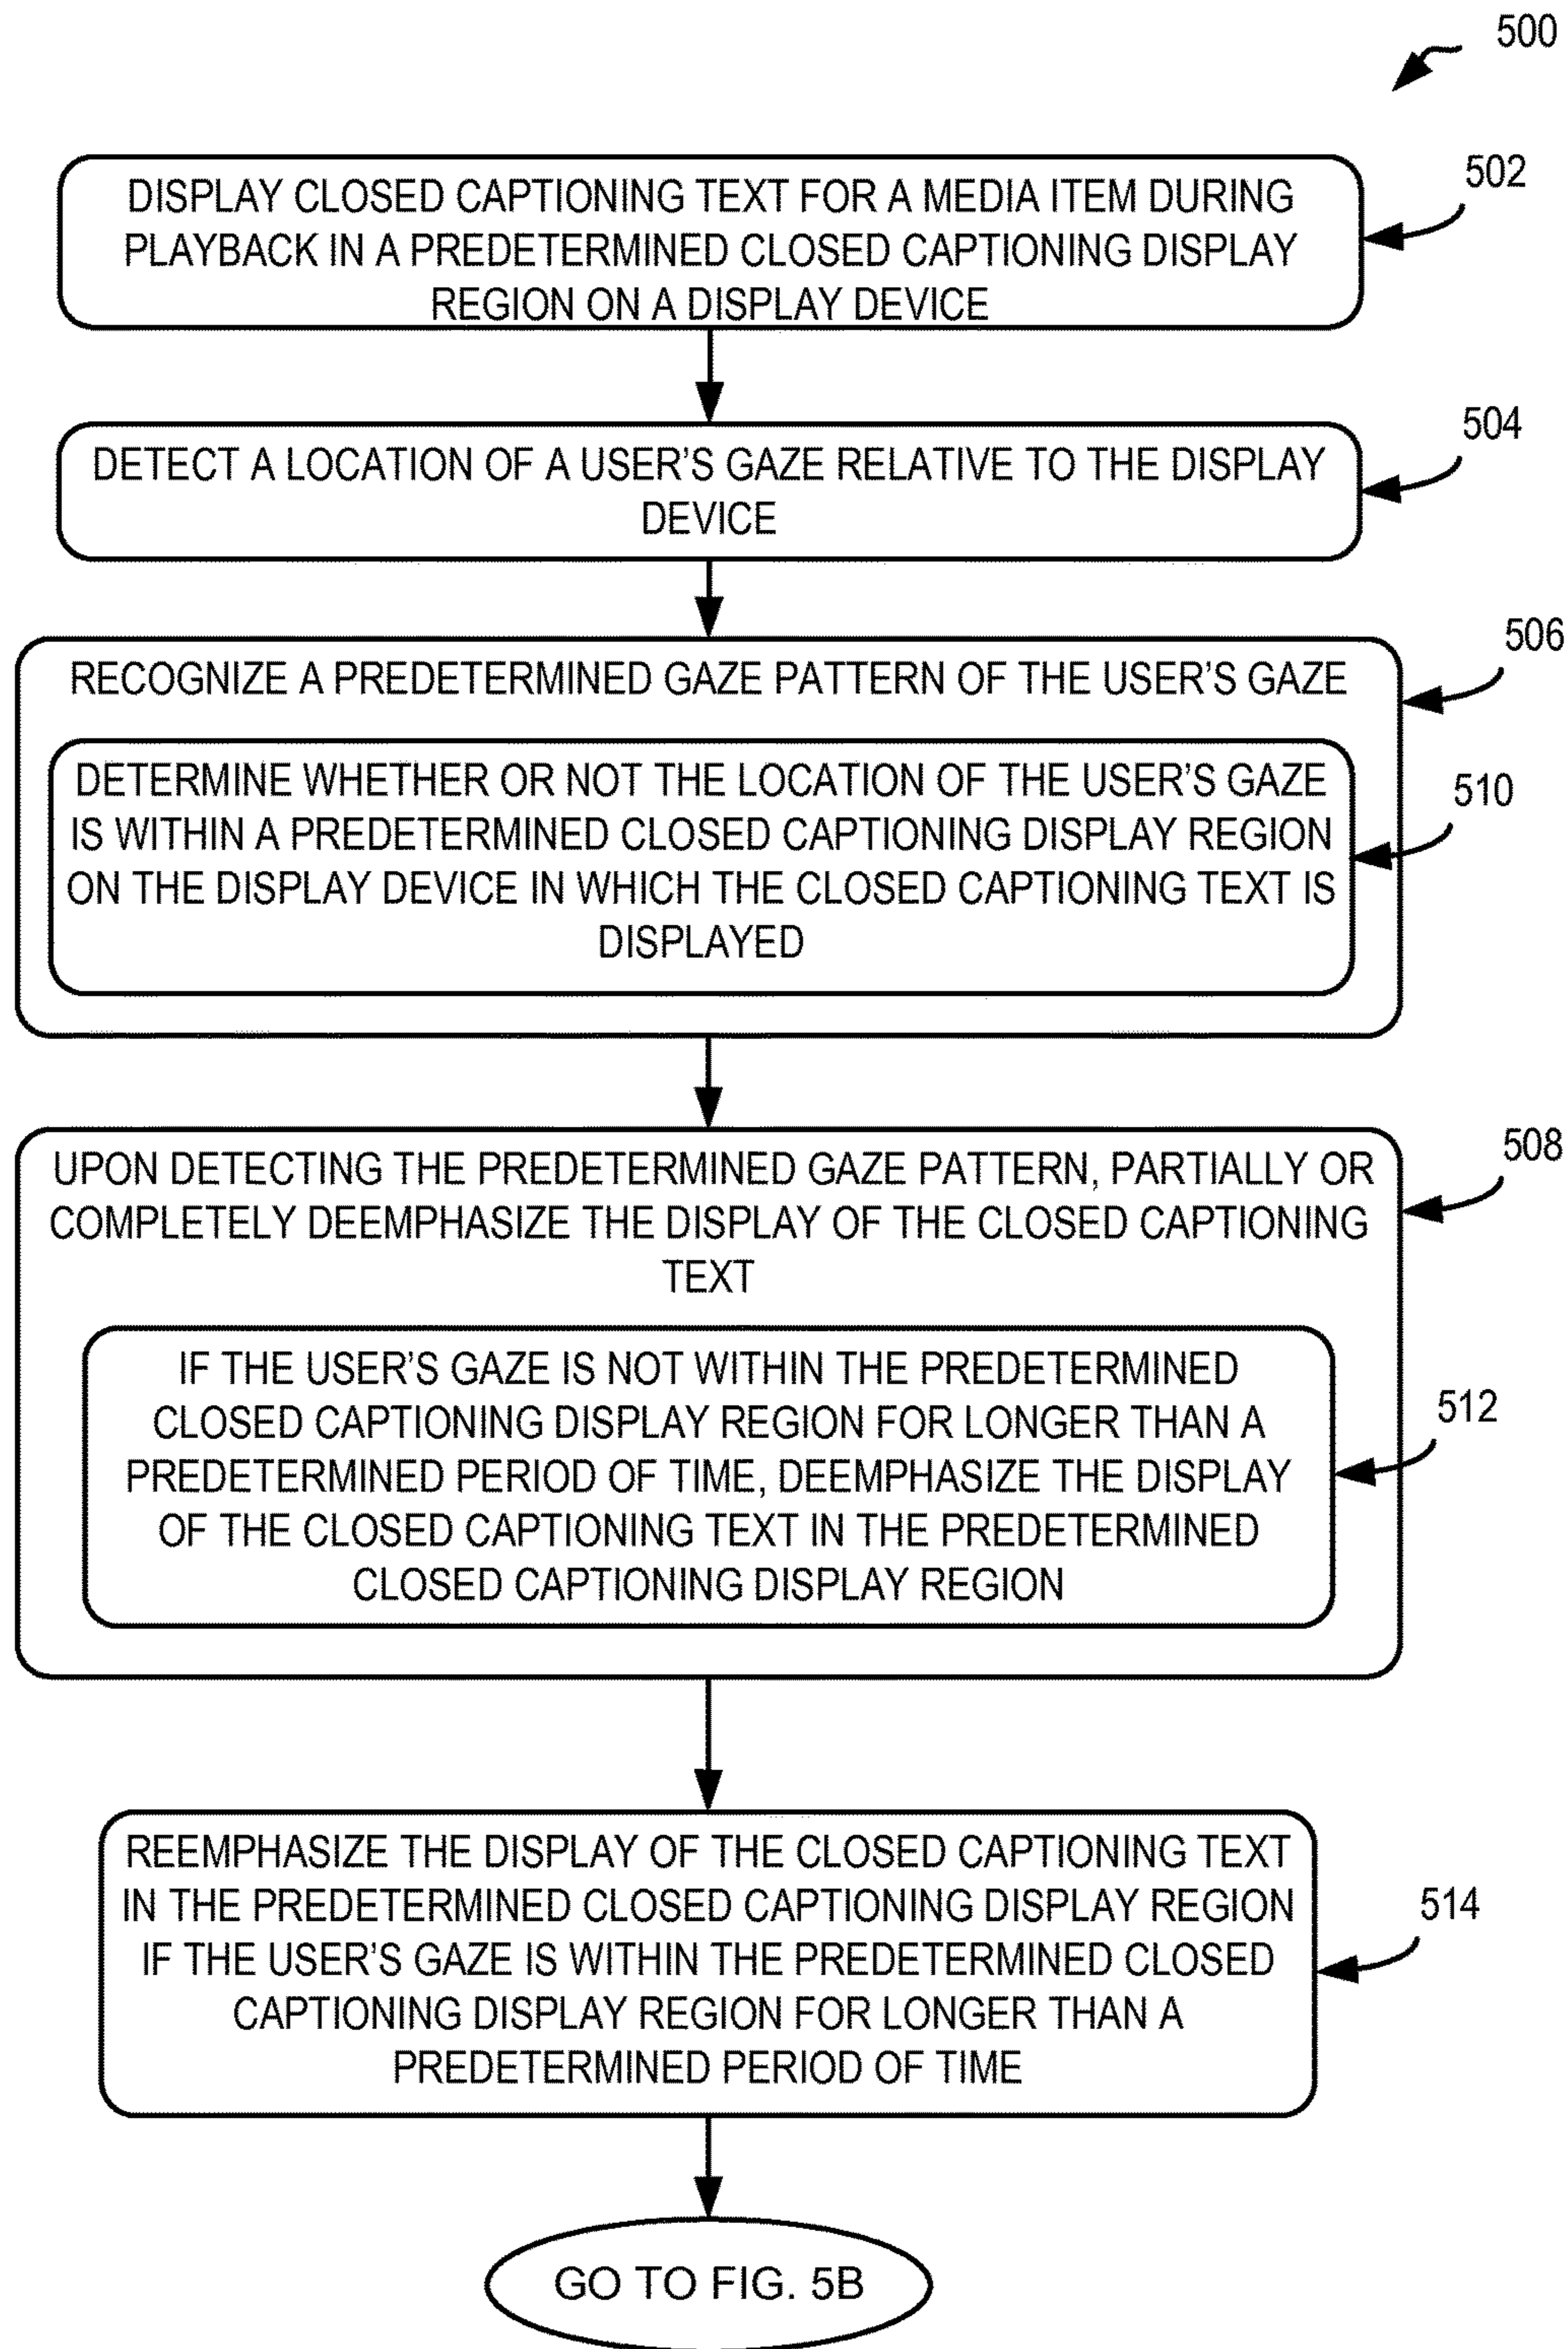 500
DISPLAY CLOSED CAPTIONING TEXT FOR A MEDIA ITEM DURING
PLAYBACK IN A PREDETERMINED CLOSED CAPTIONING DISPLAY
REGION ON A DISPLAY DEVICE
502
DETECT A LOCATION OF A USER'S GAZE RELATIVE TO THE DISPLAY
DEVICE
504
RECOGNIZE A PREDETERMINED GAZE PATTERN OF THE USER'S GAZE
506
DETERMINE WHETHER OR NOT THE LOCATION OF THE USER'S GAZE
IS WITHIN A PREDETERMINED CLOSED CAPTIONING DISPLAY REGION
ON THE DISPLAY DEVICE IN WHICH THE CLOSED CAPTIONING TEXT IS
DISPLAYED
510
UPON DETECTING THE PREDETERMINED GAZE PATTERN, PARTIALLY OR
COMPLETELY DEEMPHASIZE THE DISPLAY OF THE CLOSED CAPTIONING
TEXT
508
IF THE USER'S GAZE IS NOT WITHIN THE PREDETERMINED
CLOSED CAPTIONING DISPLAY REGION FOR LONGER THAN A
PREDETERMINED PERIOD OF TIME, DEEMPHASIZE THE DISPLAY
OF THE CLOSED CAPTIONING TEXT IN THE PREDETERMINED
CLOSED CAPTIONING DISPLAY REGION
512
REEMPHASIZE THE DISPLAY OF THE CLOSED CAPTIONING TEXT
IN THE PREDETERMINED CLOSED CAPTIONING DISPLAY REGION
IF THE USER'S GAZE IS WITHIN THE PREDETERMINED CLOSED
CAPTIONING DISPLAY REGION FOR LONGER THAN A
PREDETERMINED PERIOD OF TIME
514
GO TO FIG. 5B